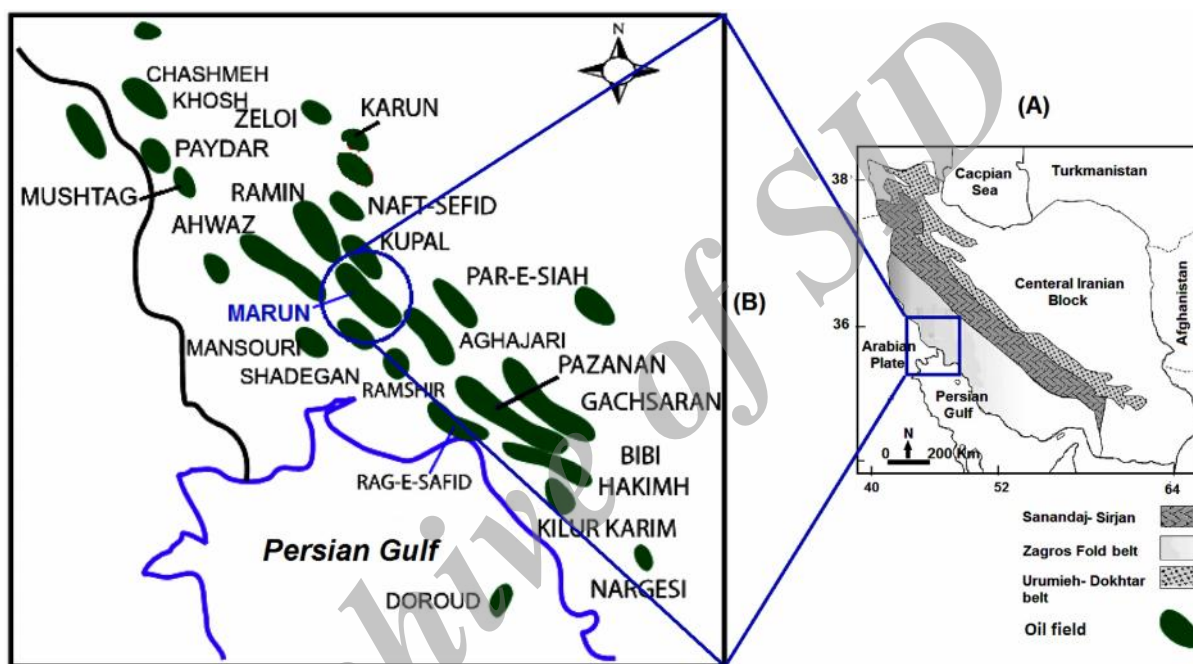 N
CHASHMEH
KHOSH
ZELOI
KARUN
PAYDAR
MUSHTAG
RAMIN
NAFT-SEFID
AHWAZ
KUPAL
PAR-E-SIAH
MARUN
MANSOURI
AGHAJARI
SHADEGAN
RAMSHIR
PAZANAN
GACHSARAN
RAG-E-SAFID
BIBI
HAKIMH
KILUR KARIM
Persian Gulf
NARGESI
DOROUD
(B)
(A)
38
Cacpian
Sea
Turkmanistan
Central Iranian
Block
Afghanistan
36
Arabian
Plate
Persian
Gulf
N
0 200 Km
40 52 64
Sanandaj- Sirjan
Zagros Fold belt
Urumieh- Dokhtar
belt
Oil field
hive of SID